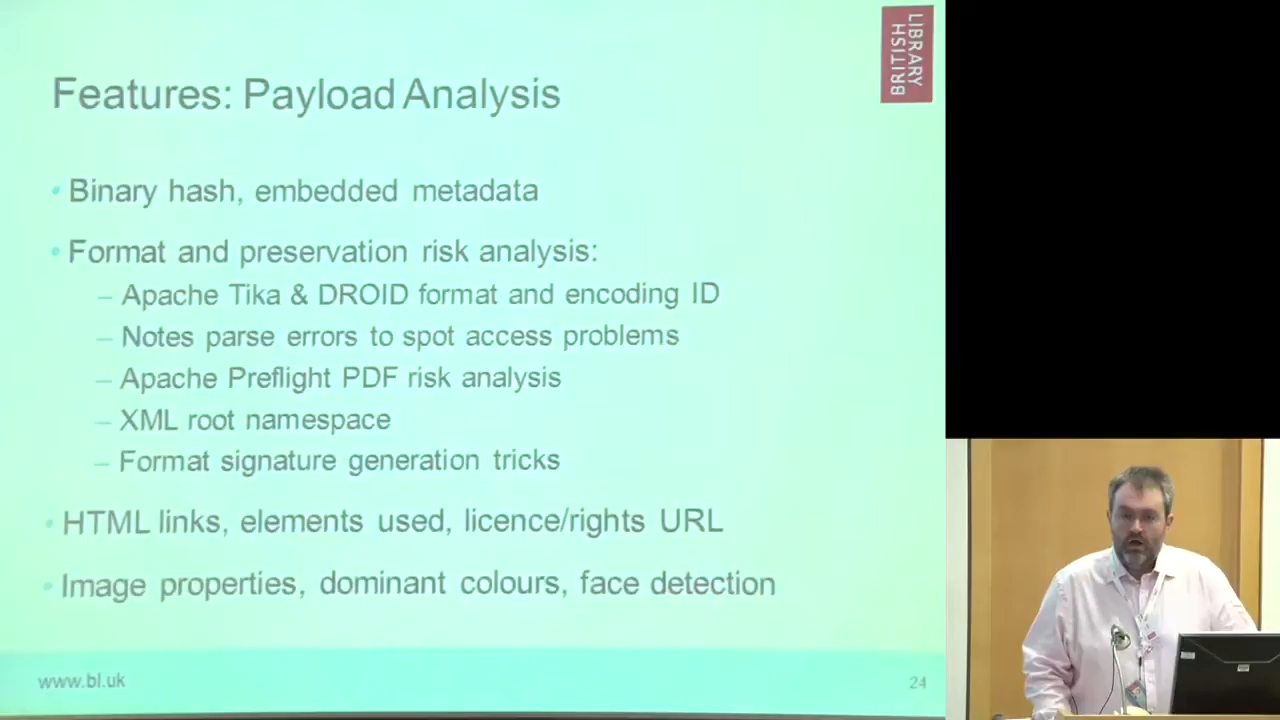 LIBRARY
BRITISH
Features: Payload Analysis
• Binary hash, embedded metadata
• Format and preservation risk analysis:
– Apache Tika & DROID format and encoding ID
– Notes parse errors to spot access problems
– Apache Preflight PDF risk analysis
– XML root namespace
– Format signature generation tricks
• HTML links, elements used, licence/rights URL
• Image properties, dominant colours, face detection
www.bl.uk
24